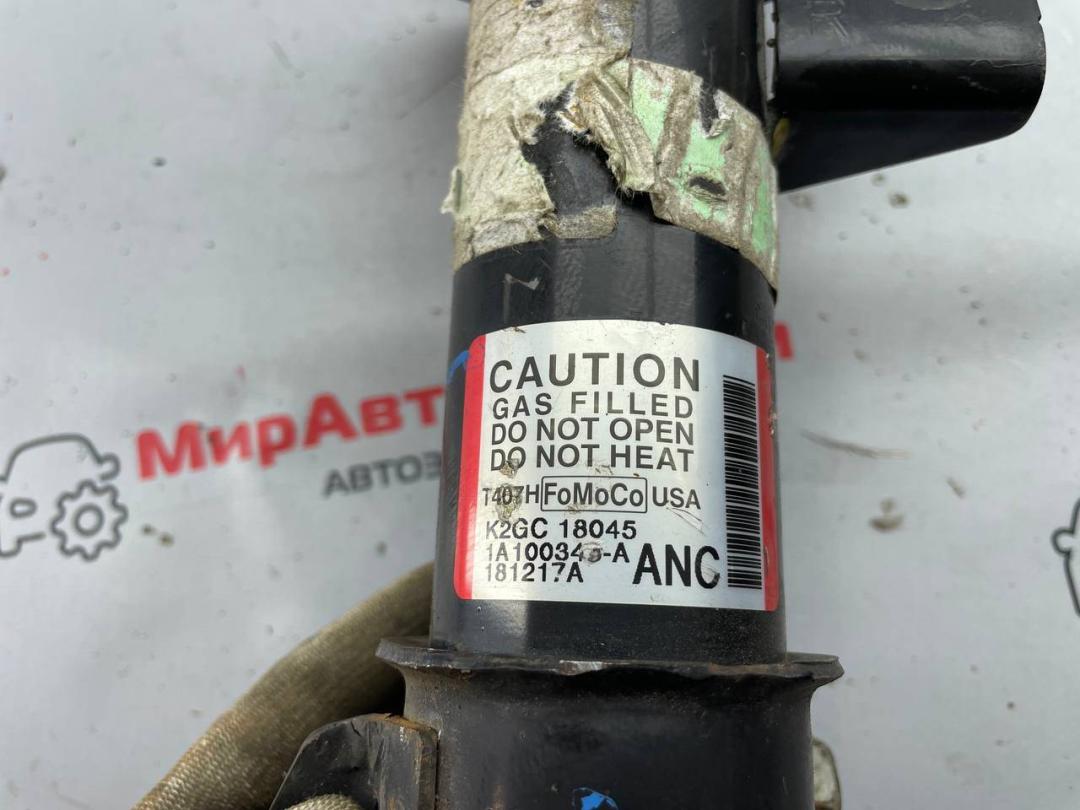 CAUTION
GAS FILLED
DO NOT OPEN
DO NOT HEAT
T407H FoMoCo USA
K2GC 18045
ANC
181217A
МирАвт
АВТОЗ